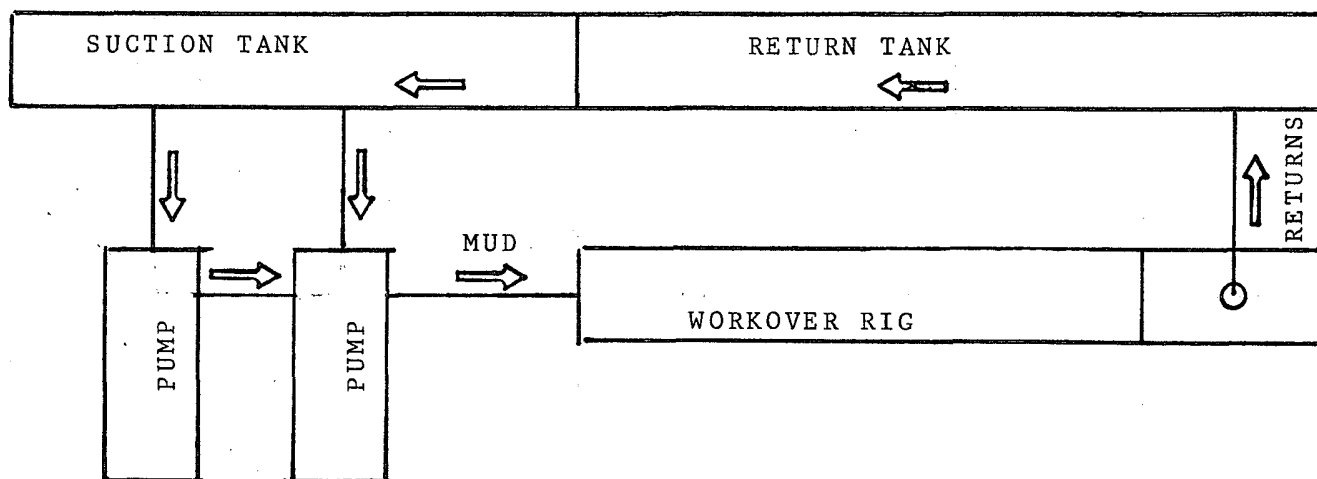 SUCTION TANK
RETURN TANK
RETURNS
MUD
PUMP
PUMP
WORKOVER RIG